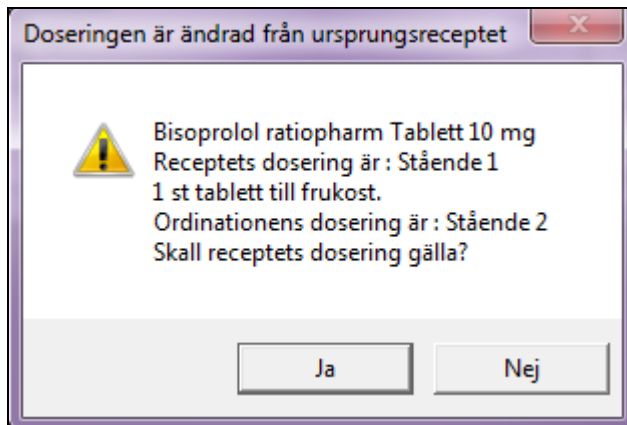 Doseringen är ändrad från ursprungsreceptet
Bisoprolol ratiopharm Tablett 10 mg
Receptets dosering är : Stående 1
1 st tablett till frukost.
Ordinationens dosering är : Stående 2
Skall receptets dosering gälla?
Ja
Nej